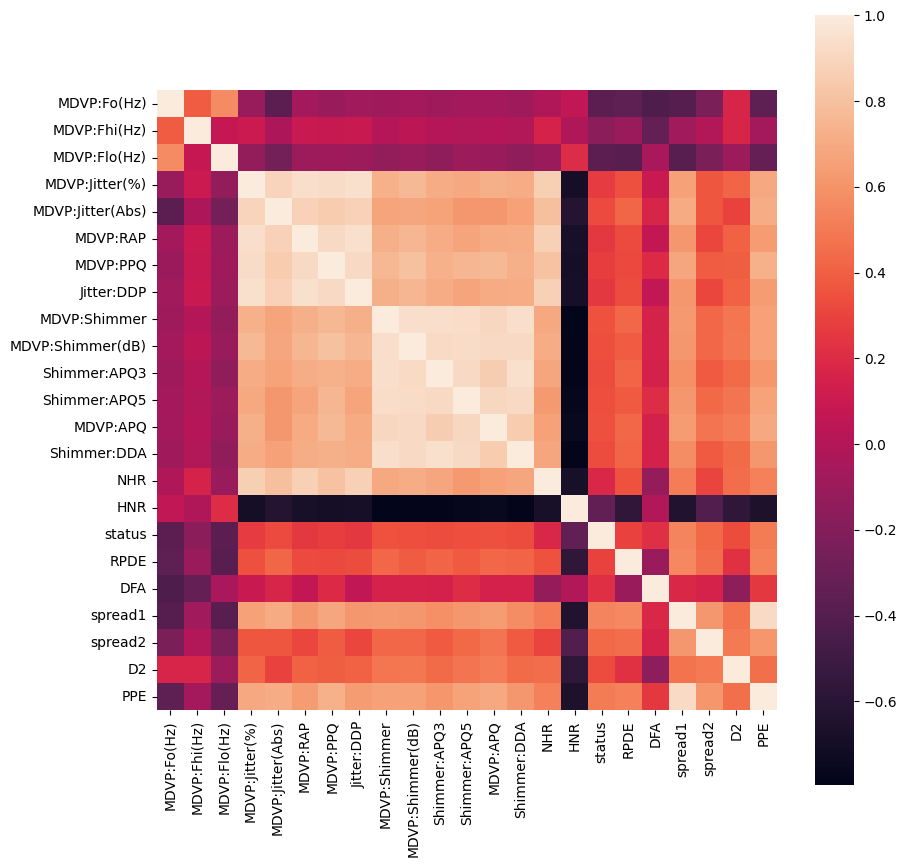 MDVP:Fo(Hz)
MDVP:Fhi(Hz)
MDVP:Flo(Hz)
MDVP:Jitter(%)
MDVP:Jitter(Abs)
MDVP:RAP
MDVP:PPQ
Jitter:DDP
MDVP:Shimmer
MDVP:Shimmer(dB)
Shimmer:APQ3
Shimmer:APQ5
MDVP:APQ
Shimmer:DDA
NHR
HNR
status
RPDE
DFA
spread1
spread2
D2
PPE
MDVP:Fo(Hz)
MDVP:Fhi(Hz)
MDVP:Flo(Hz)
MDVP:Jitter(%)
MDVP:Jitter(Abs)
MDVP:RAP
MDVP:PPQ
Jitter:DDP
MDVP:Shimmer
MDVP:Shimmer(dB)
Shimmer:APQ3
Shimmer:APQ5
MDVP:APQ
Shimmer:DDA
NHR
HNR
status
RPDE
DFA
spread1
spread2
D2
PPE
1.0
0.8
0.6
0.4
0.2
0.0
−0.2
−0.4
−0.6